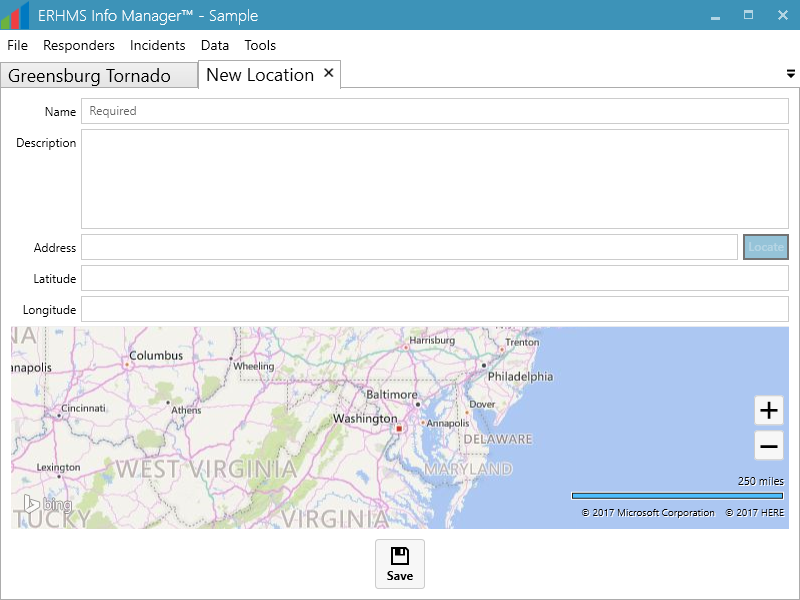 ERHMS Info Manager™ - Sample
File Responders Incidents Data Tools
Greensburg Tornado New Location
Name Required
Description
Address Locate
Latitude
Longitude
NA
Harrisburg
Trenton
Columbus
napolis
Wheeling
Philadelphia
Baltimore
Cincinnati
Athens
Dover
Washington
Annapolis
DELAWARE
Lexington
WEST VIRGINIA
MARYLAND
250 miles
bing
TUCKY
VIRGINIA
© 2017 Microsoft Corporation © 2017 HERE
Save